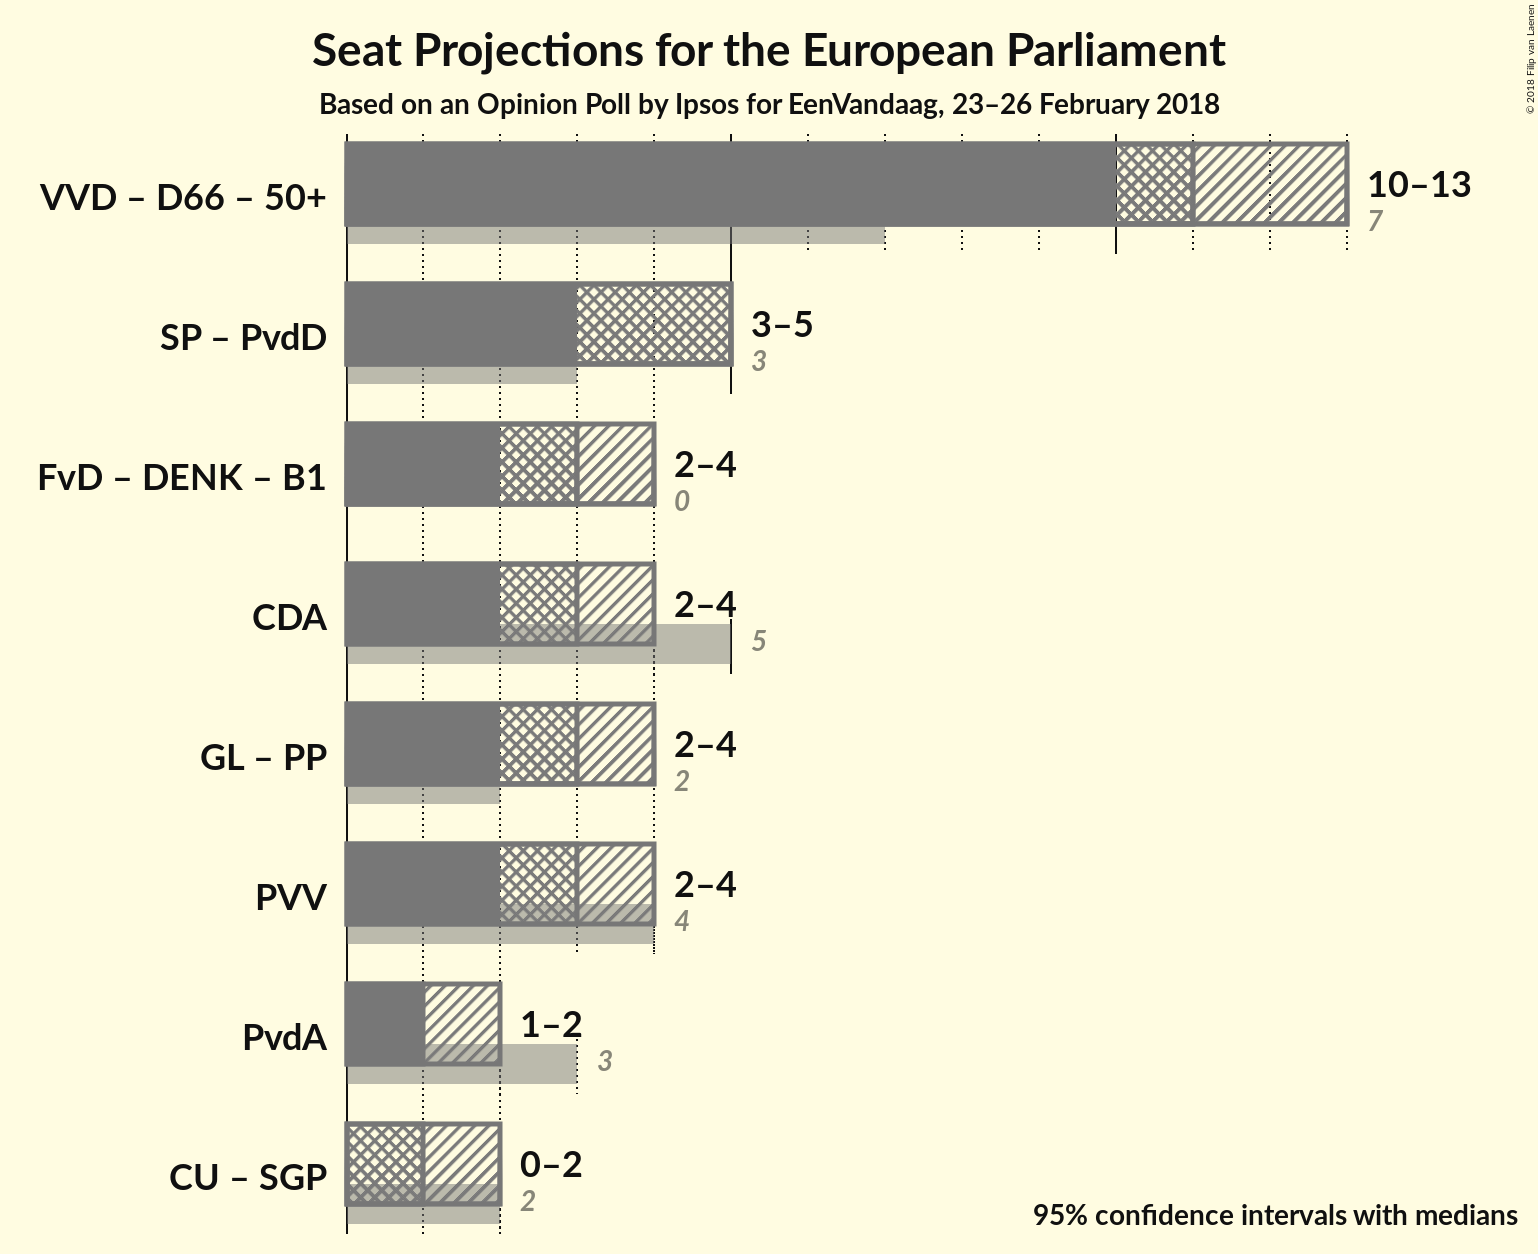 Seat Projections for the European Parliament
Based on an Opinion Poll by Ipsos for EenVandaag, 23–26 February 2018
© 2018 Filip van Laenen
VVD – D66 – 50+
10–13
7
SP – PvdD
3–5
3
FvD – DENK – B1
2–4
0
CDA
2–4
5
GL – PP
2–4
2
PVV
2–4
4
PvdA
1–2
3
CU – SGP
0–2
2
95% confidence intervals with medians